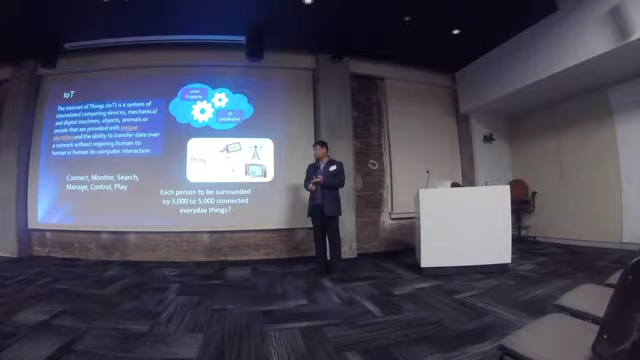 IoT
The Internet of Things (IoT) is a system of
interrelated computing devices, mechanical
and digital machines, objects, animals or
people that are provided with unique
identifiers and the ability to transfer data over
a network without requiring human-to-
human or human-to-computer interaction.
Connect, Monitor, Search,
Manage, Control, Play
Thing
Each person to be surrounded
by 3,000 to 5,000 connected
everyday things?